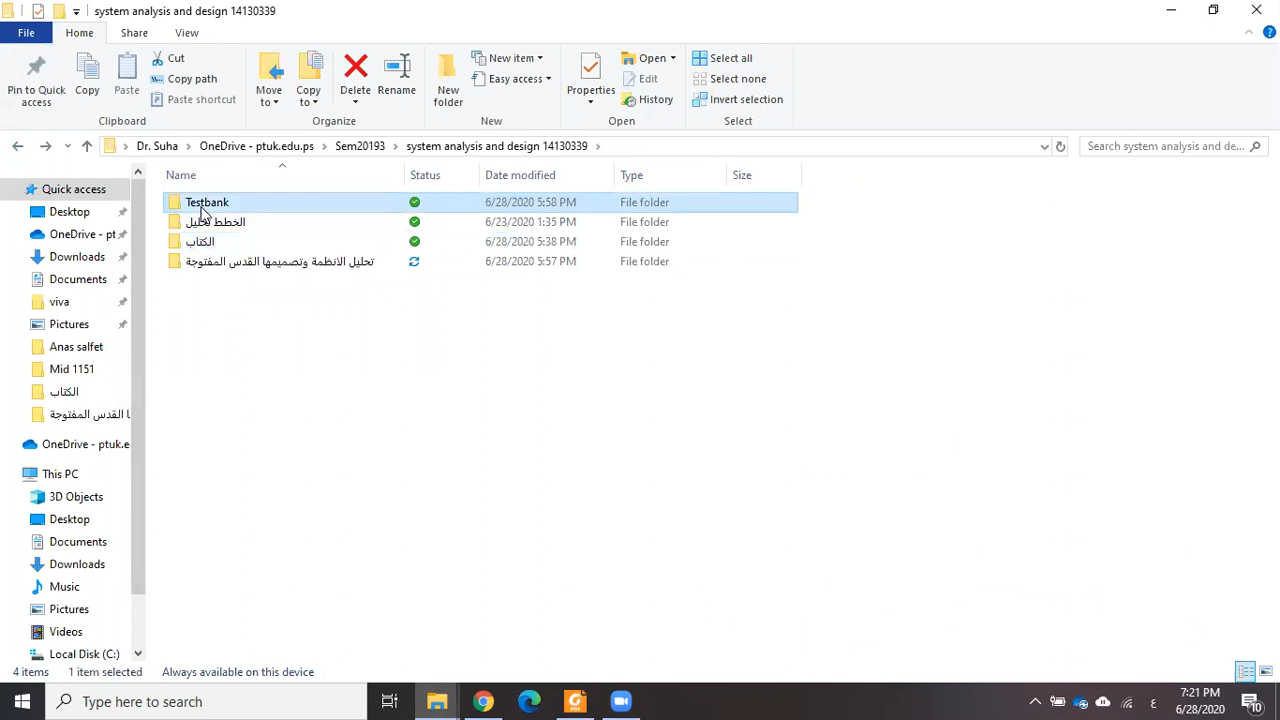 system analysis and design 14130339
File
Home
Share
View
Pin to Quick access
Copy
Paste
Cut
Copy path
Paste shortcut
Clipboard
Move to
Copy to
Delete
Rename
Organize
New folder
New item
Easy access
New
Properties
Open
Edit
History
Open
Select all
Select none
Invert selection
Select
Dr. Suha
OneDrive - ptuk.edu.ps
Sem20193
system analysis and design 14130339
Search system analysis and de...
Name
Status
Date modified
Type
Size
Testbank 6/28/2020 5:58 PM File folder
الخطط تحليل 6/23/2020 1:35 PM File folder
الكتاب 6/28/2020 5:38 PM File folder
تحليل الانظمة وتصميمها القدس المفتوجة 6/28/2020 5:57 PM File folder
Quick access
Desktop
OneDrive - pt
Downloads
Documents
viva
Pictures
Anas salfet
Mid 1151
الكتاب
ا القدس المفتوجة
OneDrive - ptuk.e
This PC
3D Objects
Desktop
Documents
Downloads
Music
Pictures
Videos
Local Disk (C:)
4 items 1 item selected Always available on this device
Type here to search
ع
7:21 PM
6/28/2020
10